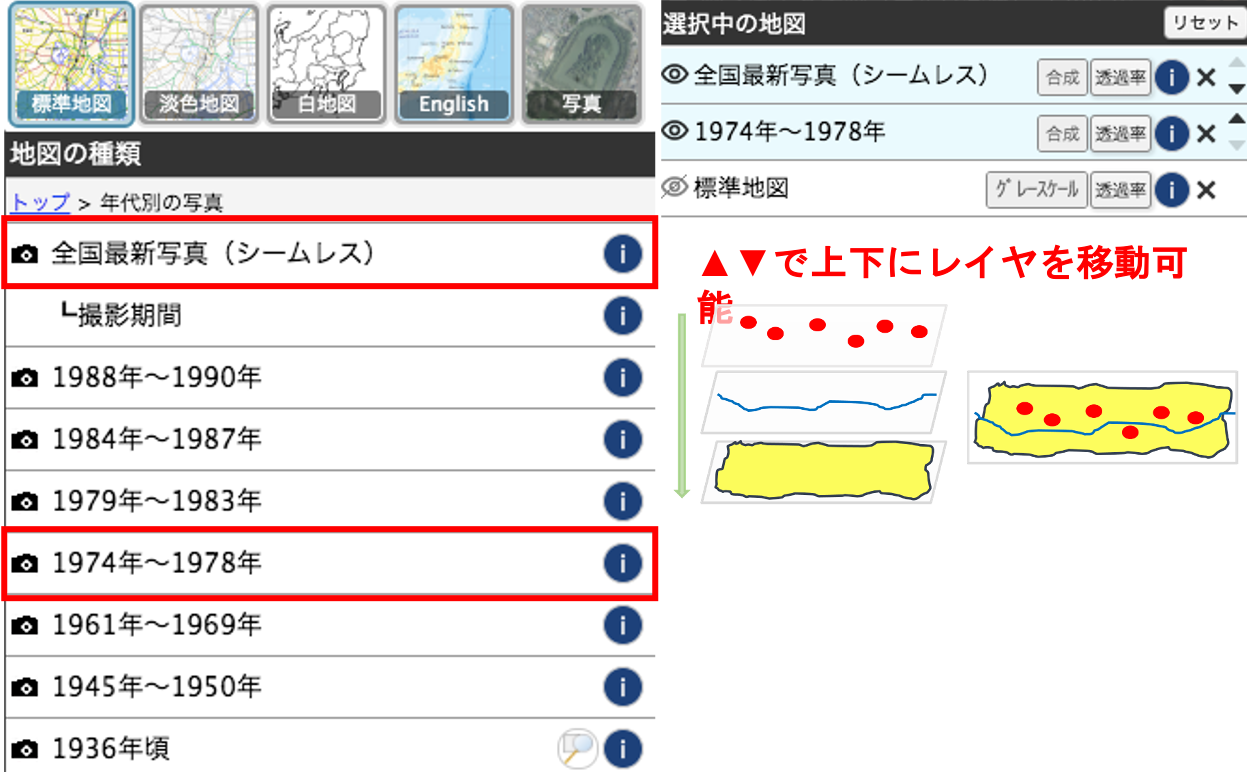 標準地図
淡色地図
白地図
English
写真
地図の種類
トップ > 年代別の写真
全国最新写真（シームレス）
┗撮影期間
1988年～1990年
1984年～1987年
1979年～1983年
1974年～1978年
1961年～1969年
1945年～1950年
1936年頃
選択中の地図
リセット
全国最新写真（シームレス） 合成 透過率
1974年～1978年 合成 透過率
標準地図 ｸﾞﾚｰｽｹｰﾙ 透過率
▲▼で上下にレイヤを移動可
能